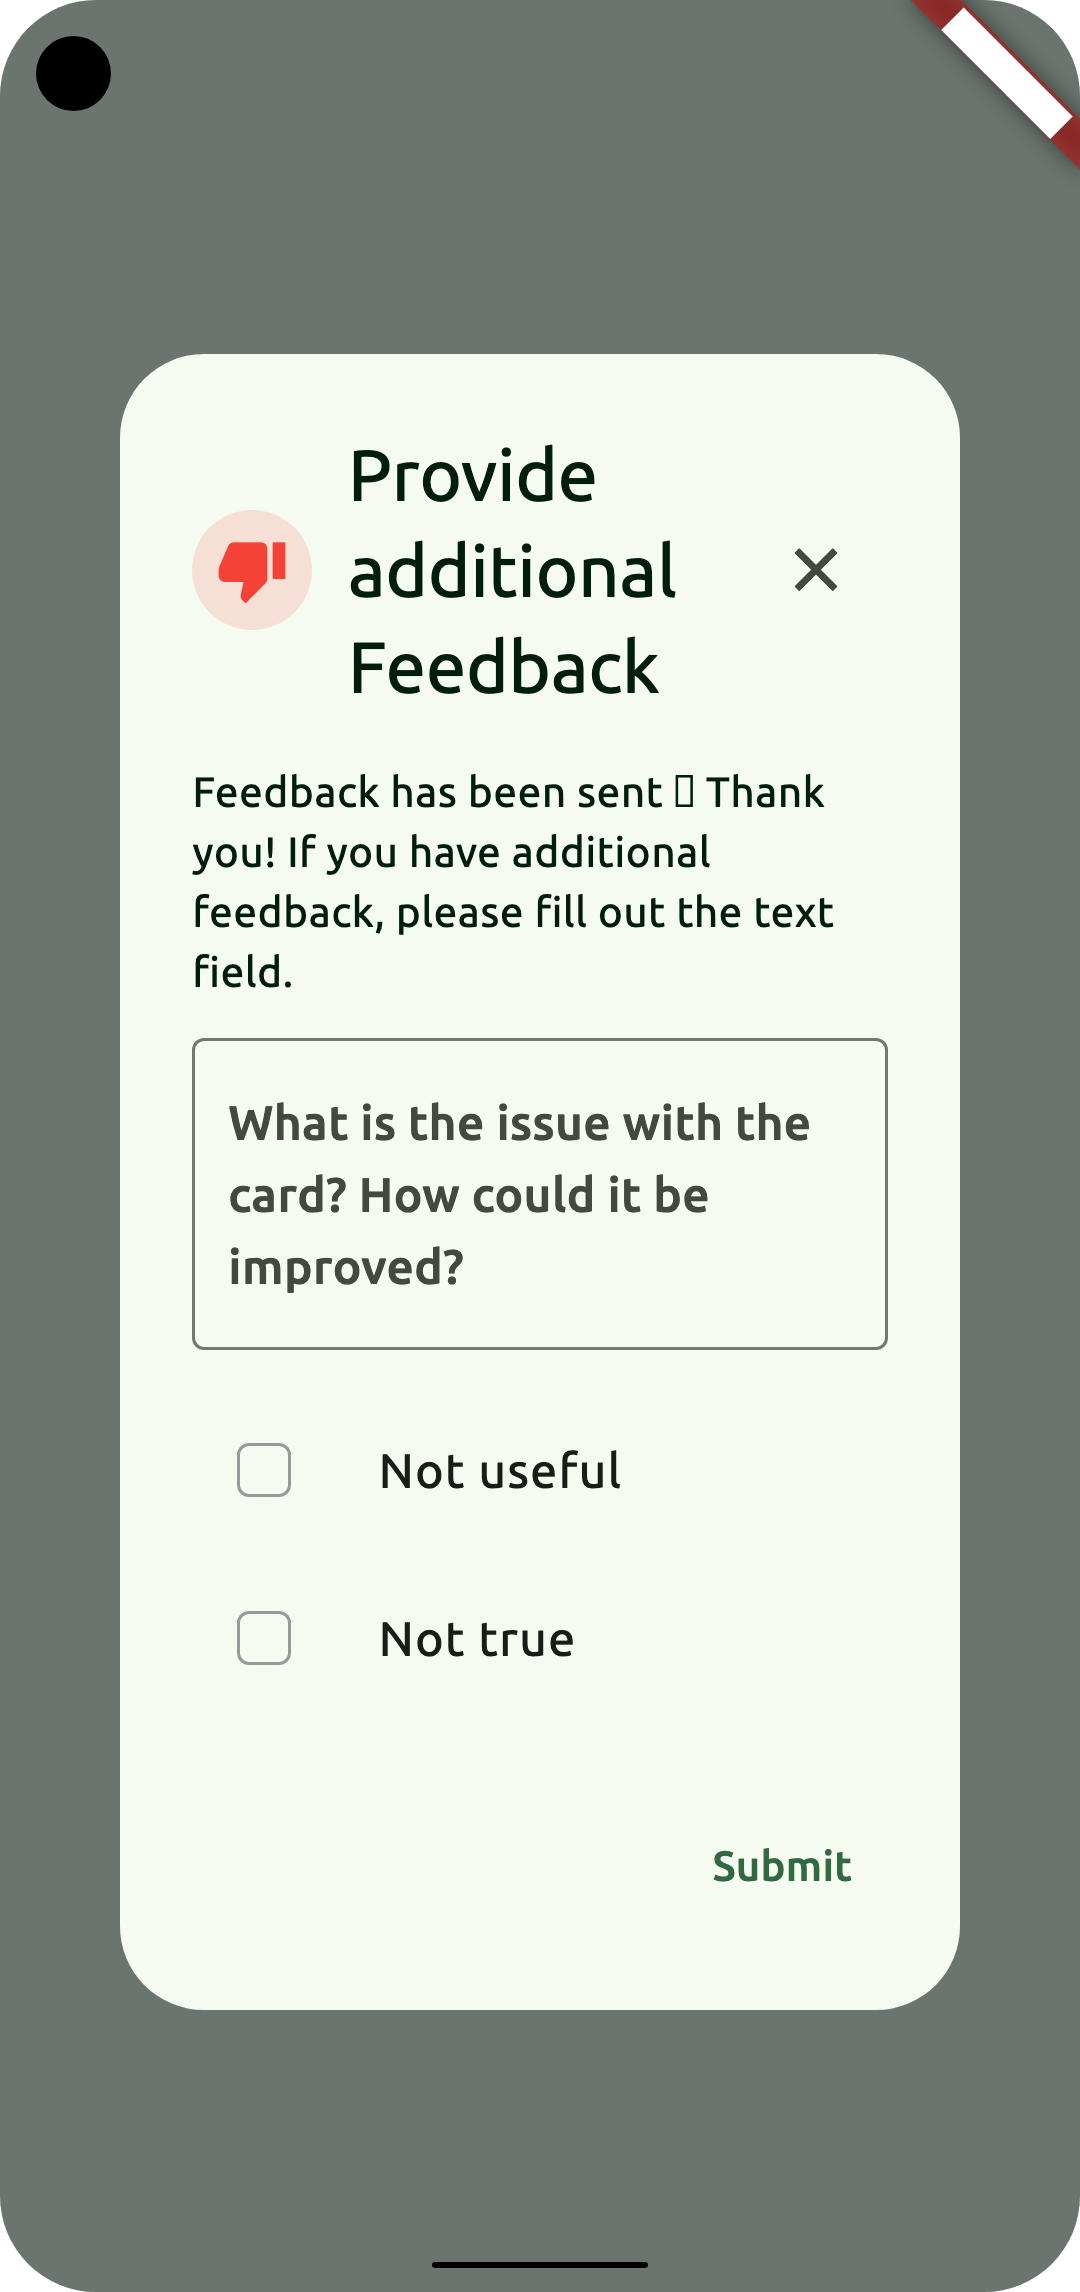 Provide
additional
Feedback
Feedback has been sent ▯ Thank
you! If you have additional
feedback, please fill out the text
field.
What is the issue with the
card? How could it be
improved?
Not useful
Not true
Submit